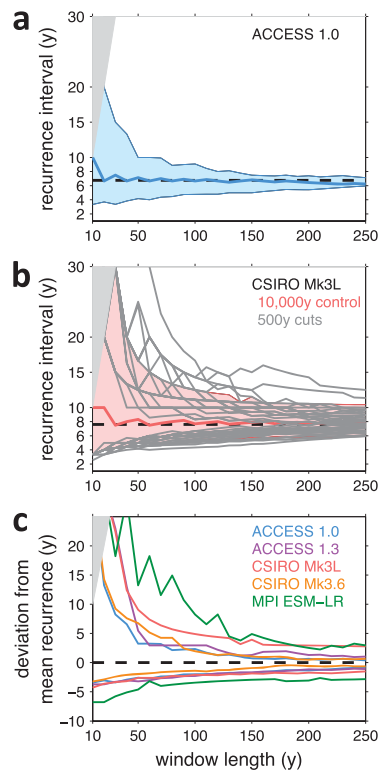 a
ACCESS 1.0
recurrence interval (y)
30
20
10
8
6
4
2
10 50 100 150 200 250
b
CSIRO Mk3L
10,000y control
500y cuts
recurrence interval (y)
30
20
10
8
6
4
2
10 50 100 150 200 250
c
ACCESS 1.0
ACCESS 1.3
CSIRO Mk3L
CSIRO Mk3.6
MPI ESM-LR
deviation from
mean recurrence (y)
20
15
10
5
0
−5
−10
10 50 100 150 200 250
window length (y)